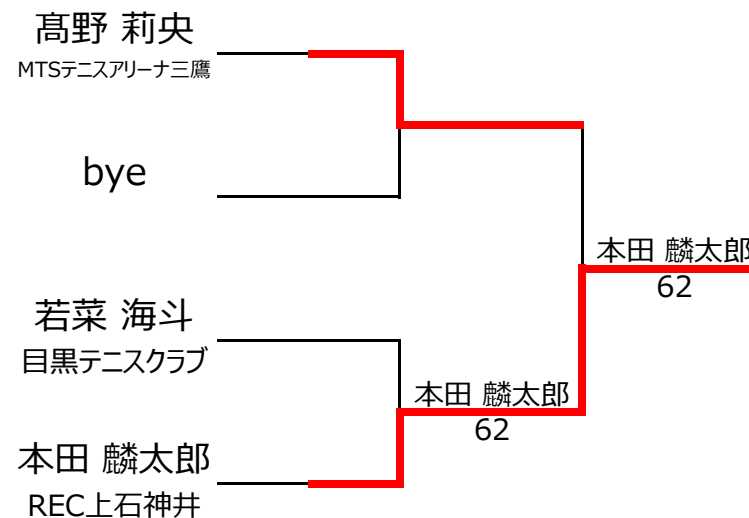 髙野 莉央
MTSテニスアリーナ三鷹
bye
本田 麟太郎
62
若菜 海斗
目黒テニスクラブ
本田 麟太郎
62
本田 麟太郎
REC上石神井